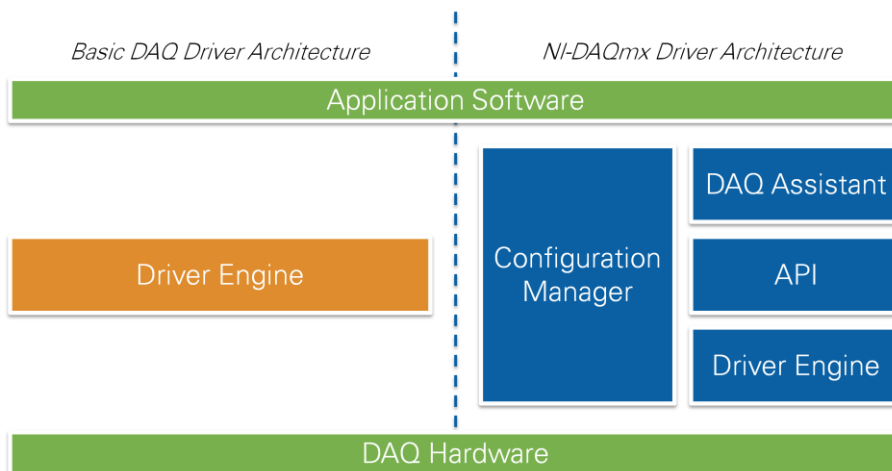 Basic DAQ Driver Architecture
NI-DAQmx Driver Architecture
Application Software
Driver Engine
Configuration
Manager
DAQ Assistant
API
Driver Engine
DAQ Hardware